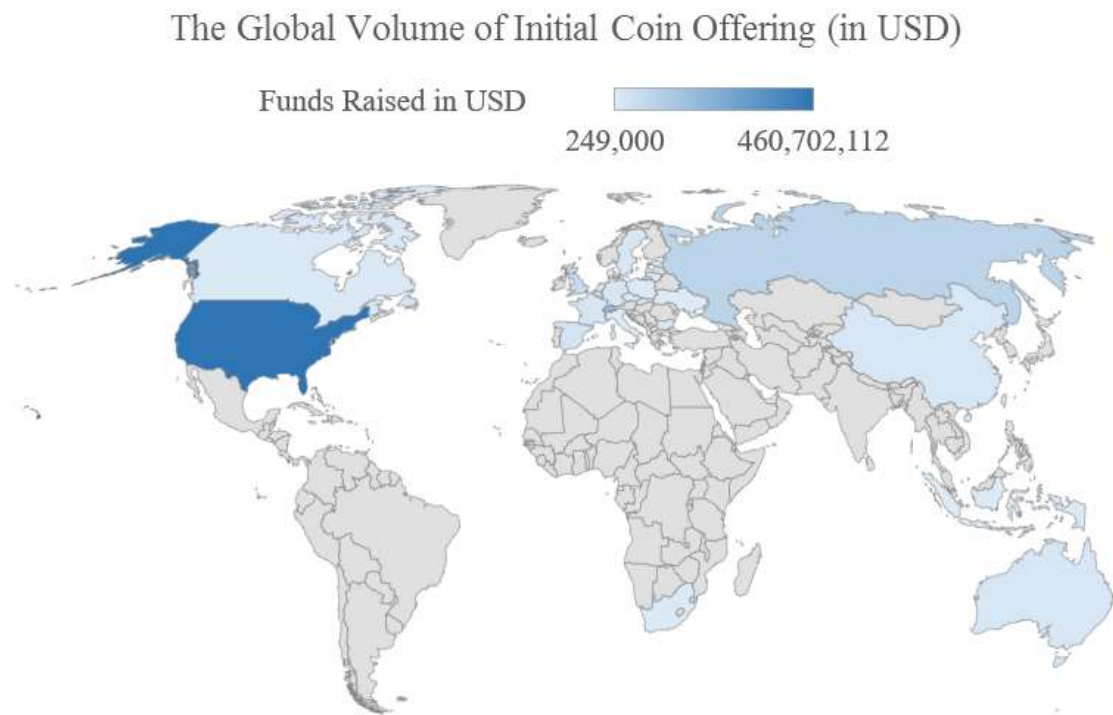 The Global Volume of Initial Coin Offering (in USD)
Funds Raised in USD
249,000 460,702,112